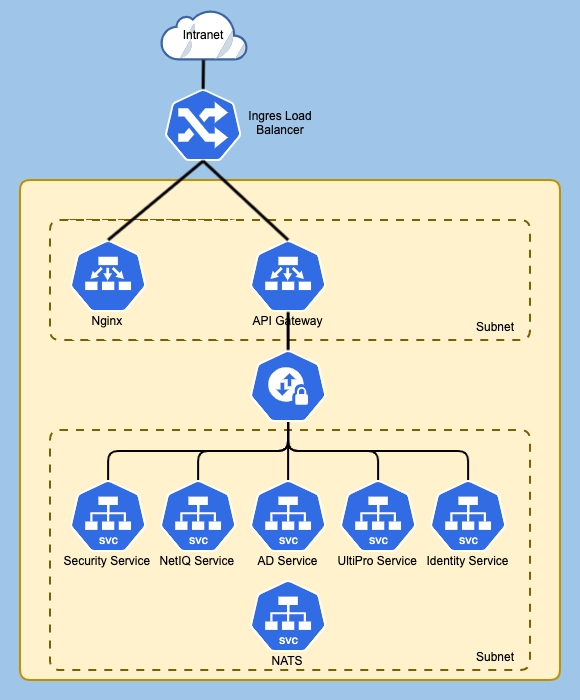 Intranet
Ingres Load
Balancer
Nginx
API Gateway
Subnet
svc
svc
svc
svc
svc
Security Service
NetIQ Service
AD Service
UltiPro Service
Identity Service
svc
NATS
Subnet